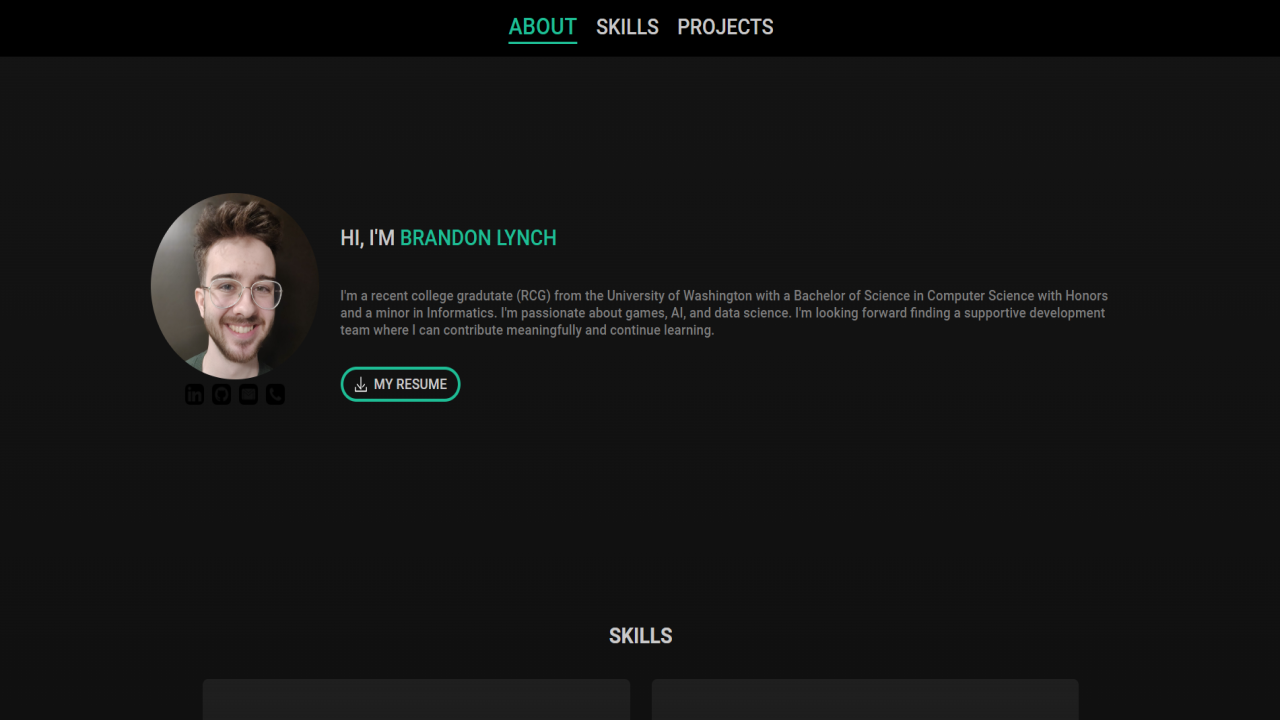 ABOUT SKILLS PROJECTS
HI, I'M BRANDON LYNCH
I'm a recent college gradutate (RCG) from the University of Washington with a Bachelor of Science in Computer Science with Honors
and a minor in Informatics. I'm passionate about games, AI, and data science. I'm looking forward finding a supportive development
team where I can contribute meaningfully and continue learning.
in
MY RESUME
SKILLS